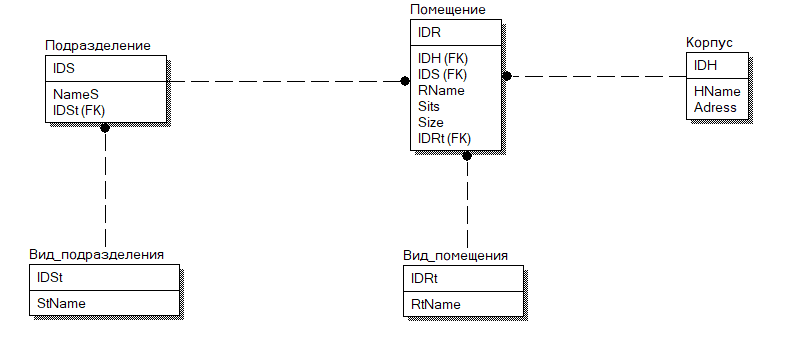 Подразделение
IDS
NameS
IDSt (FK)
Помещение
IDR
IDH (FK)
IDS (FK)
RName
Sits
Size
IDRt (FK)
Корпус
IDH
HName
Adress
Вид_подразделения
IDSt
StName
Вид_помещения
IDRt
RtName